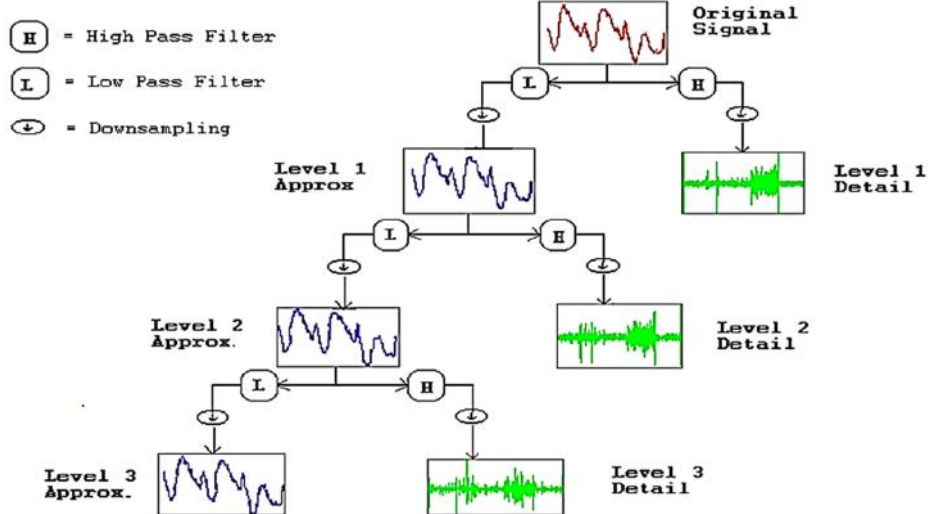 H = High Pass Filter
L = Low Pass Filter
= Downsampling
Original
Signal
L
H
Level 1
Approx
Level 1
Detail
L
H
Level 2
Approx.
Level 2
Detail
L
H
Level 3
Approx.
Level 3
Detail